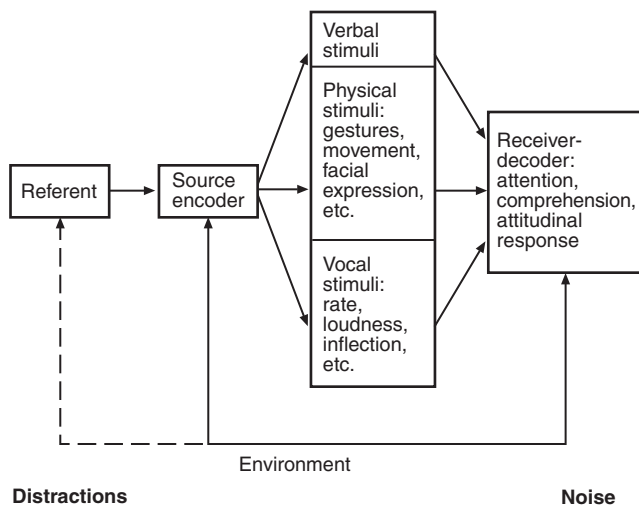 Referent
Source
encoder
Verbal
stimuli
Physical
stimuli:
gestures,
movement,
facial
expression,
etc.
Vocal
stimuli:
rate,
loudness,
inflection,
etc.
Receiver-
decoder:
attention,
comprehension,
attitudinal
response
Environment
Distractions
Noise